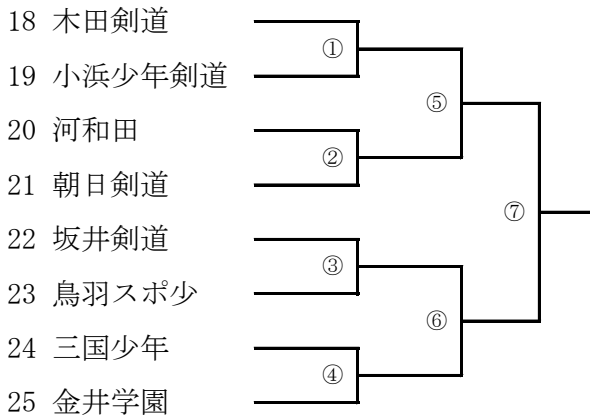 18 木田剣道
①
19 小浜少年剣道
⑤
20 河和田
②
21 朝日剣道
⑦
22 坂井剣道
③
23 鳥羽スポ少
⑥
24 三国少年
④
25 金井学園